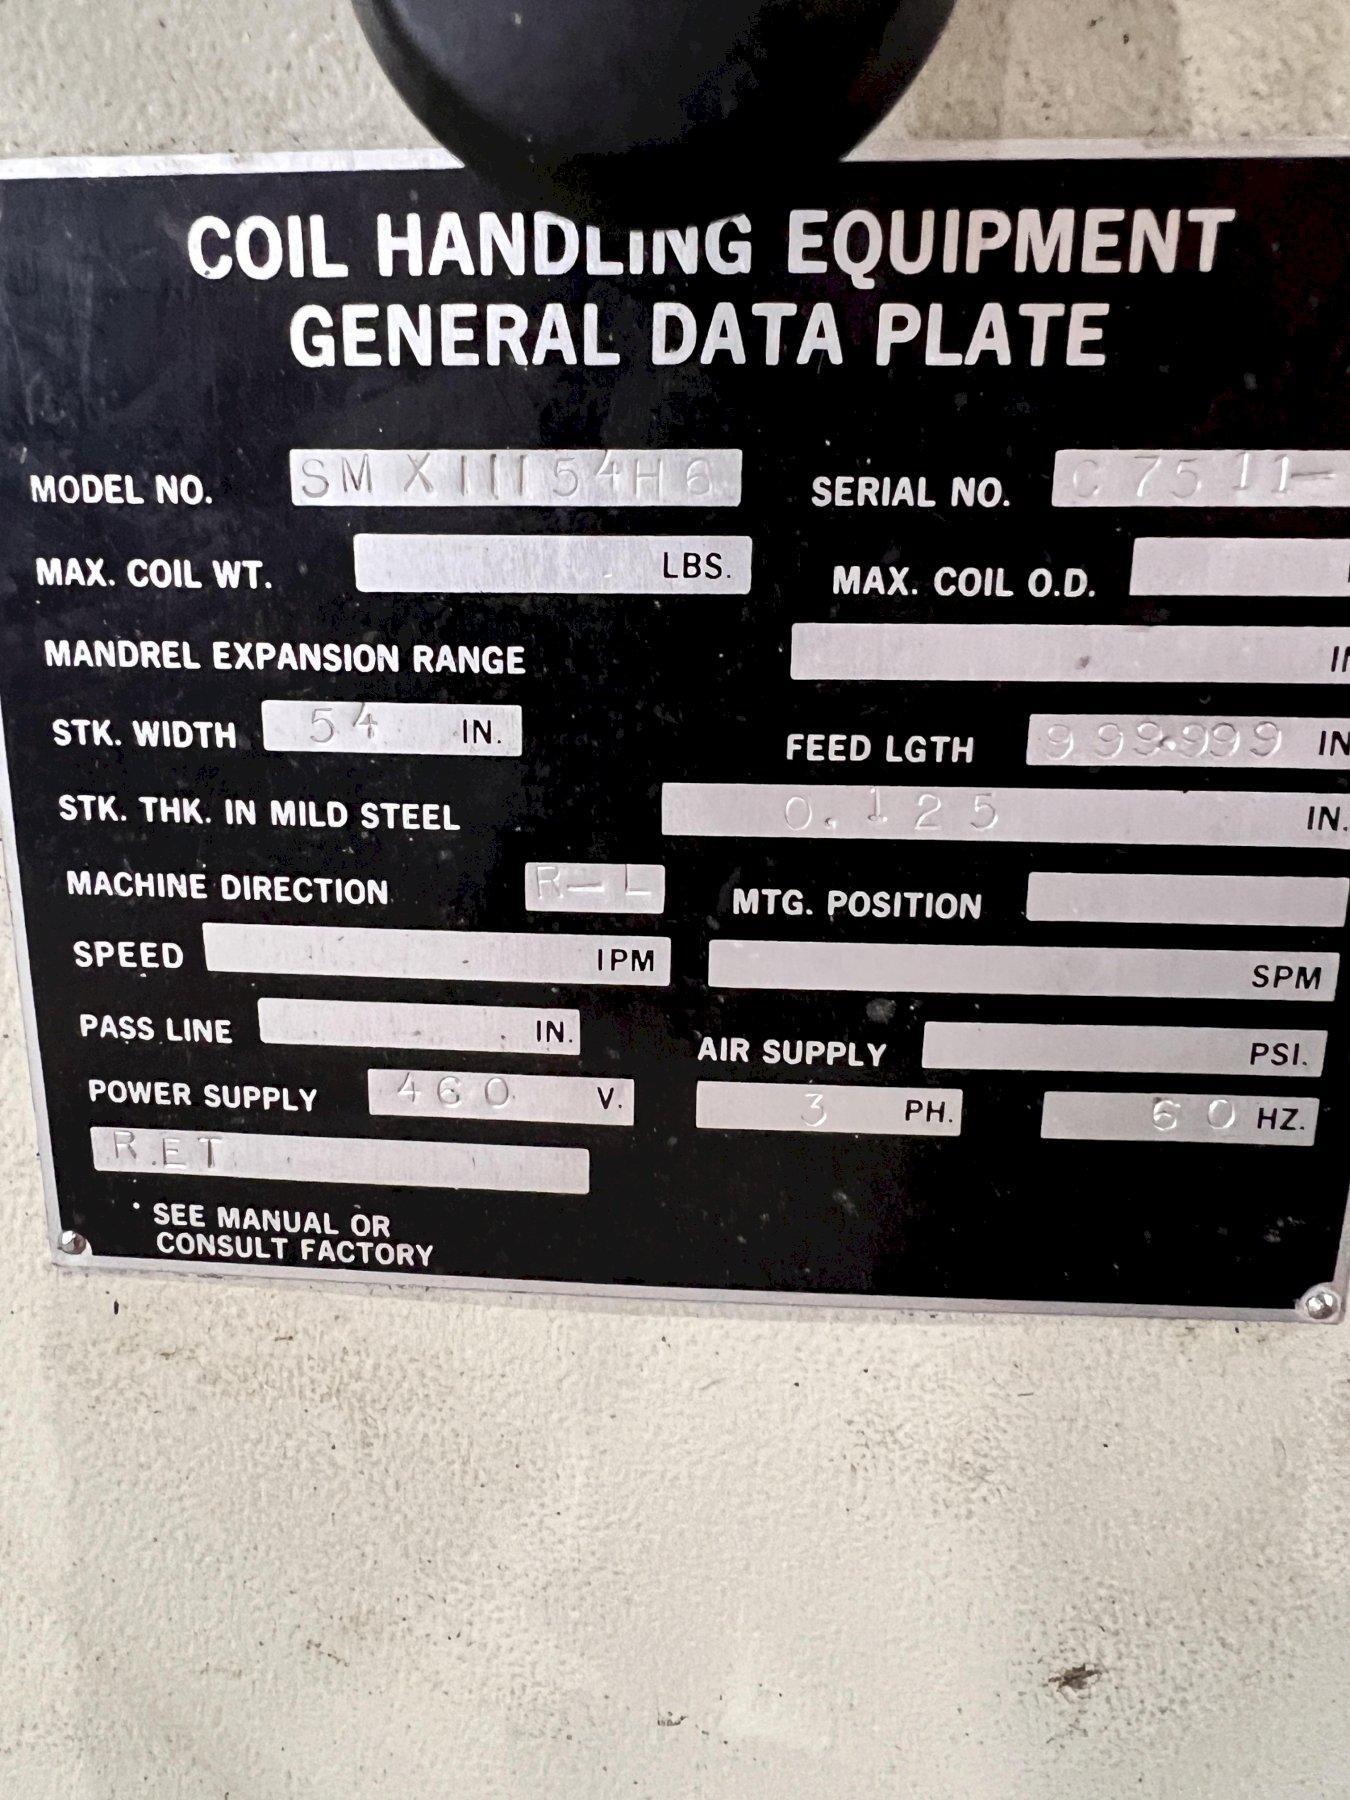 COIL HANDLING EQUIPMENT
GENERAL DATA PLATE
MODEL NO. SM XIII54H6 SERIAL NO. C7511-
MAX. COIL WT. LBS. MAX. COIL O.D.
MANDREL EXPANSION RANGE
STK. WIDTH 54 IN. FEED LGTH 999.999 IN
STK. THK. IN MILD STEEL 0.125 IN.
MACHINE DIRECTION R-L MTG. POSITION
SPEED IPM SPM
PASS LINE IN. AIR SUPPLY PSI.
POWER SUPPLY 460 V. 3 PH. 60 HZ.
R.ET
SEE MANUAL OR
CONSULT FACTORY